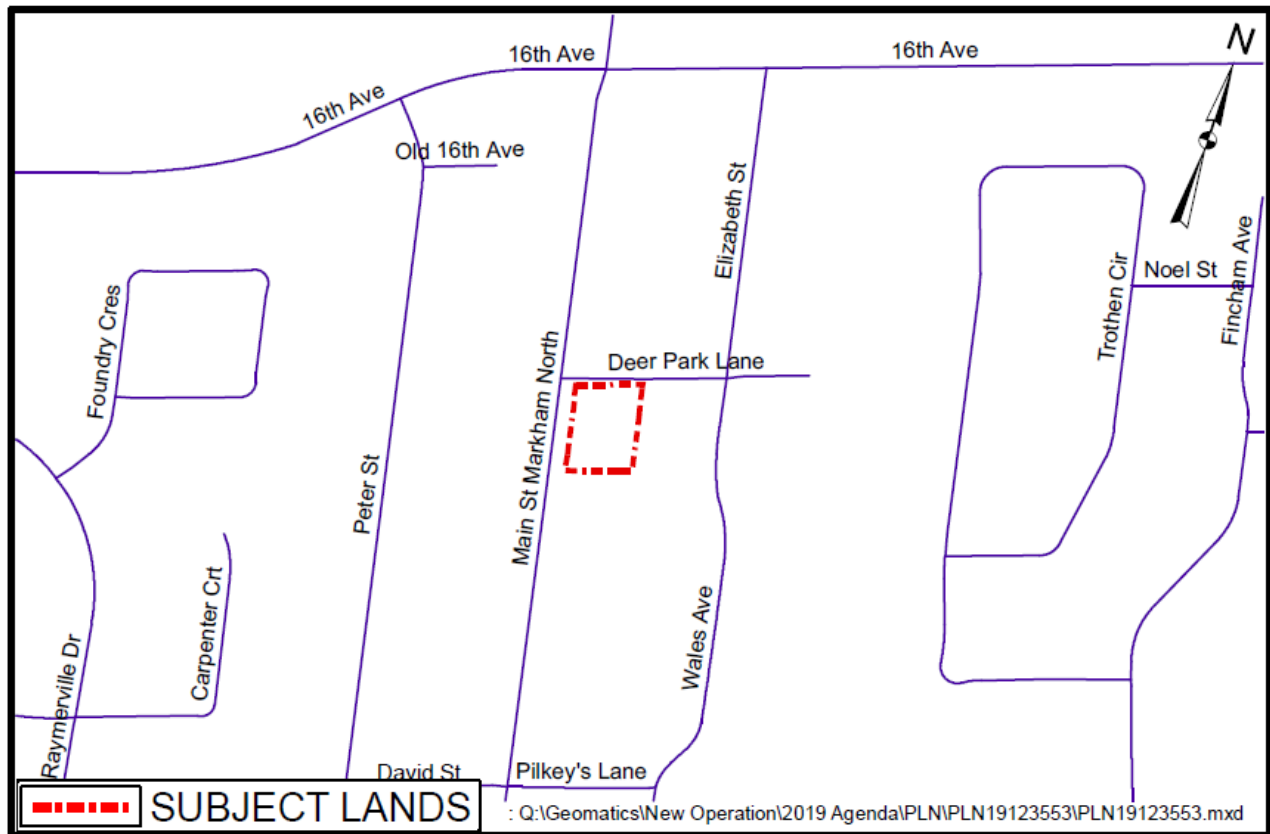 16th Ave
16th Ave
N
16th Ave
Old 16th Ave
Elizabeth St
Noel St
Trothen Cir
Fincham Ave
Foundry Cres
Deer Park Lane
Main St Markham North
Peter St
Carpenter Crt
Wales Ave
Raymerville Dr
David St
Pilkey's Lane
SUBJECT LANDS
: Q:\Geomatics\New Operation\2019 Agenda\PLN\PLN19123553\PLN19123553.mxd